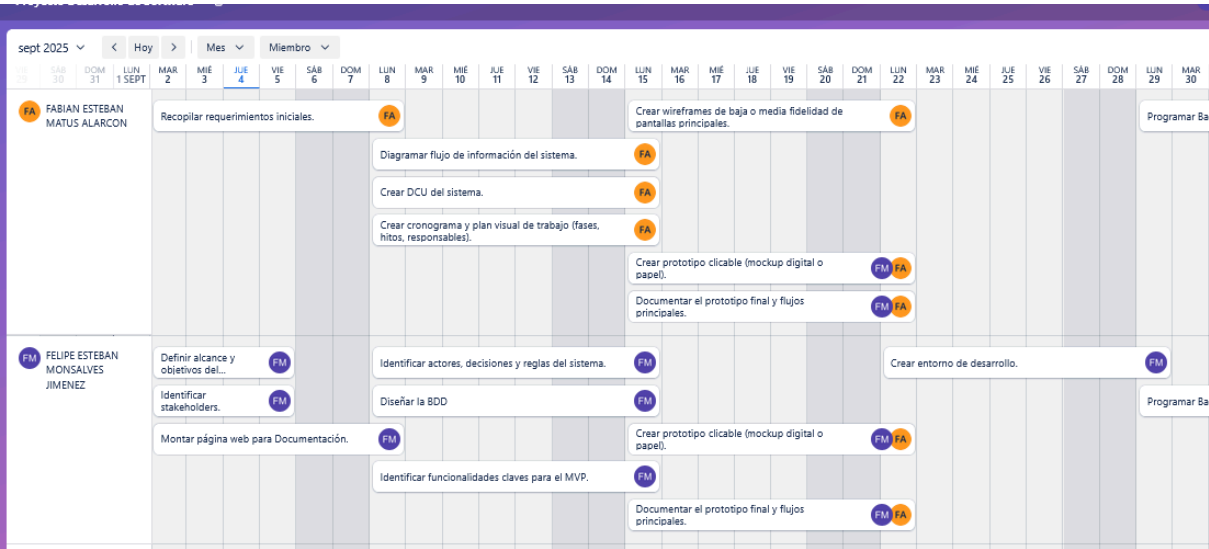 Proyecto Desarrollo de Software
sept 2025 < Hoy > Mes Miembro
VIE 29 SÁB 30 DOM 31 LUN 1 SEPT MAR 2 MIÉ 3 JUE 4 VIE 5 SÁB 6 DOM 7 LUN 8 MAR 9 MIÉ 10 JUE 11 VIE 12 SÁB 13 DOM 14 LUN 15 MAR 16 MIÉ 17 JUE 18 VIE 19 SÁB 20 DOM 21 LUN 22 MAR 23 MIÉ 24 JUE 25 VIE 26 SÁB 27 DOM 28 LUN 29 MAR 30
FA FABIAN ESTEBAN
MATUS ALARCON
Recopilar requerimientos iniciales. FA
Crear wireframes de baja o media fidelidad de
pantallas principales. FA
Programar Ba
Diagramar flujo de información del sistema. FA
Crear DCU del sistema. FA
Crear cronograma y plan visual de trabajo (fases,
hitos, responsables). FA
Crear prototipo clicable (mockup digital o
papel). FM FA
Documentar el prototipo final y flujos
principales. FM FA
FM FELIPE ESTEBAN
MONSALVES
JIMENEZ
Definir alcance y
objetivos del... FM
Identificar actores, decisiones y reglas del sistema. FM
Crear entorno de desarrollo. FM
Identificar
stakeholders. FM
Diseñar la BDD FM
Programar Ba
Montar página web para Documentación. FM
Crear prototipo clicable (mockup digital o
papel). FM FA
Identificar funcionalidades claves para el MVP. FM
Documentar el prototipo final y flujos
principales. FM FA